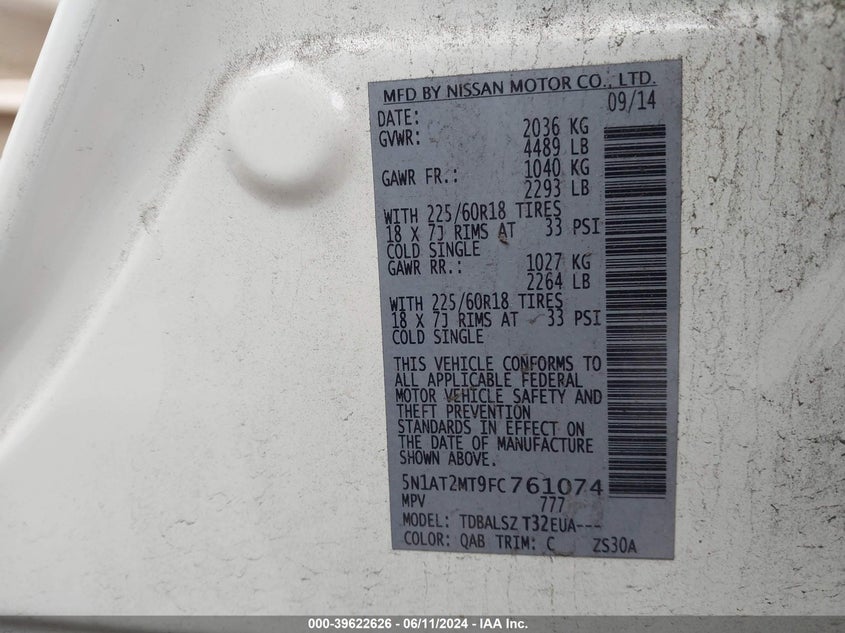 MFD BY NISSAN MOTOR CO., LTD.
DATE: 09/14
GVWR: 2036 KG
4489 LB
GAWR FR.: 1040 KG
2293 LB
WITH 225/60R18 TIRES
18 X 7J RIMS AT 33 PSI
COLD SINGLE
GAWR RR.: 1027 KG
2264 LB
WITH 225/60R18 TIRES
18 X 7J RIMS AT 33 PSI
COLD SINGLE
THIS VEHICLE CONFORMS TO
ALL APPLICABLE FEDERAL
MOTOR VEHICLE SAFETY AND
THEFT PREVENTION
STANDARDS IN EFFECT ON
THE DATE OF MANUFACTURE
SHOWN ABOVE.
5N1AT2MT9FC761074
MPV 777
MODEL: TDBALSZ T32EUA---
COLOR: QAB TRIM: C ZS30A
000-39622626 - 06/11/2024 - IAA Inc.